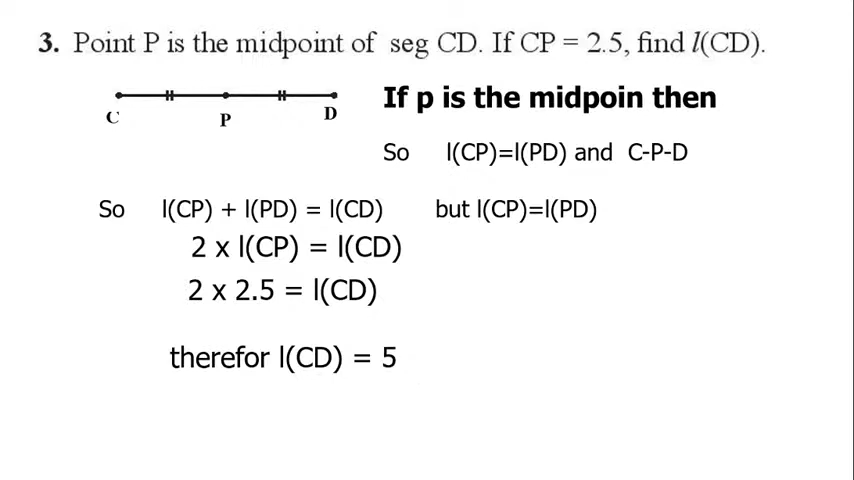 3. Point P is the midpoint of seg CD. If CP = 2.5, find l(CD).
If p is the midpoin then
C P D
So l(CP)=l(PD) and C-P-D
So l(CP) + l(PD) = l(CD) but l(CP)=l(PD)
2 x l(CP) = l(CD)
2 x 2.5 = l(CD)
therefor l(CD) = 5